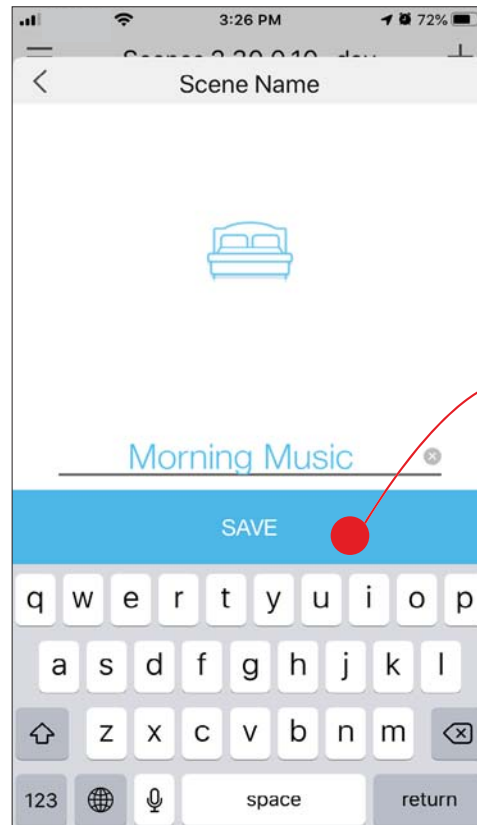 3:26 PM 72%
Scene Name
Morning Music
SAVE
q w e r t y u i o p
a s d f g h j k l
z x c v b n m
123 space return